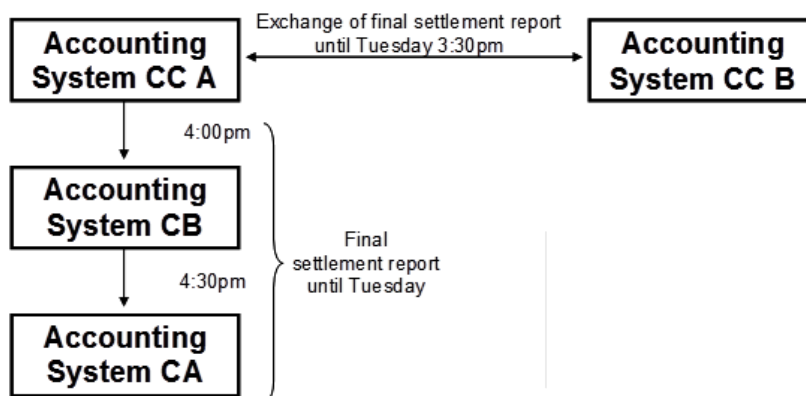 Accounting
System CC A
Exchange of final settlement report
until Tuesday 3:30pm
Accounting
System CC B
4:00pm
Accounting
System CB
Final
settlement report
until Tuesday
4:30pm
Accounting
System CA